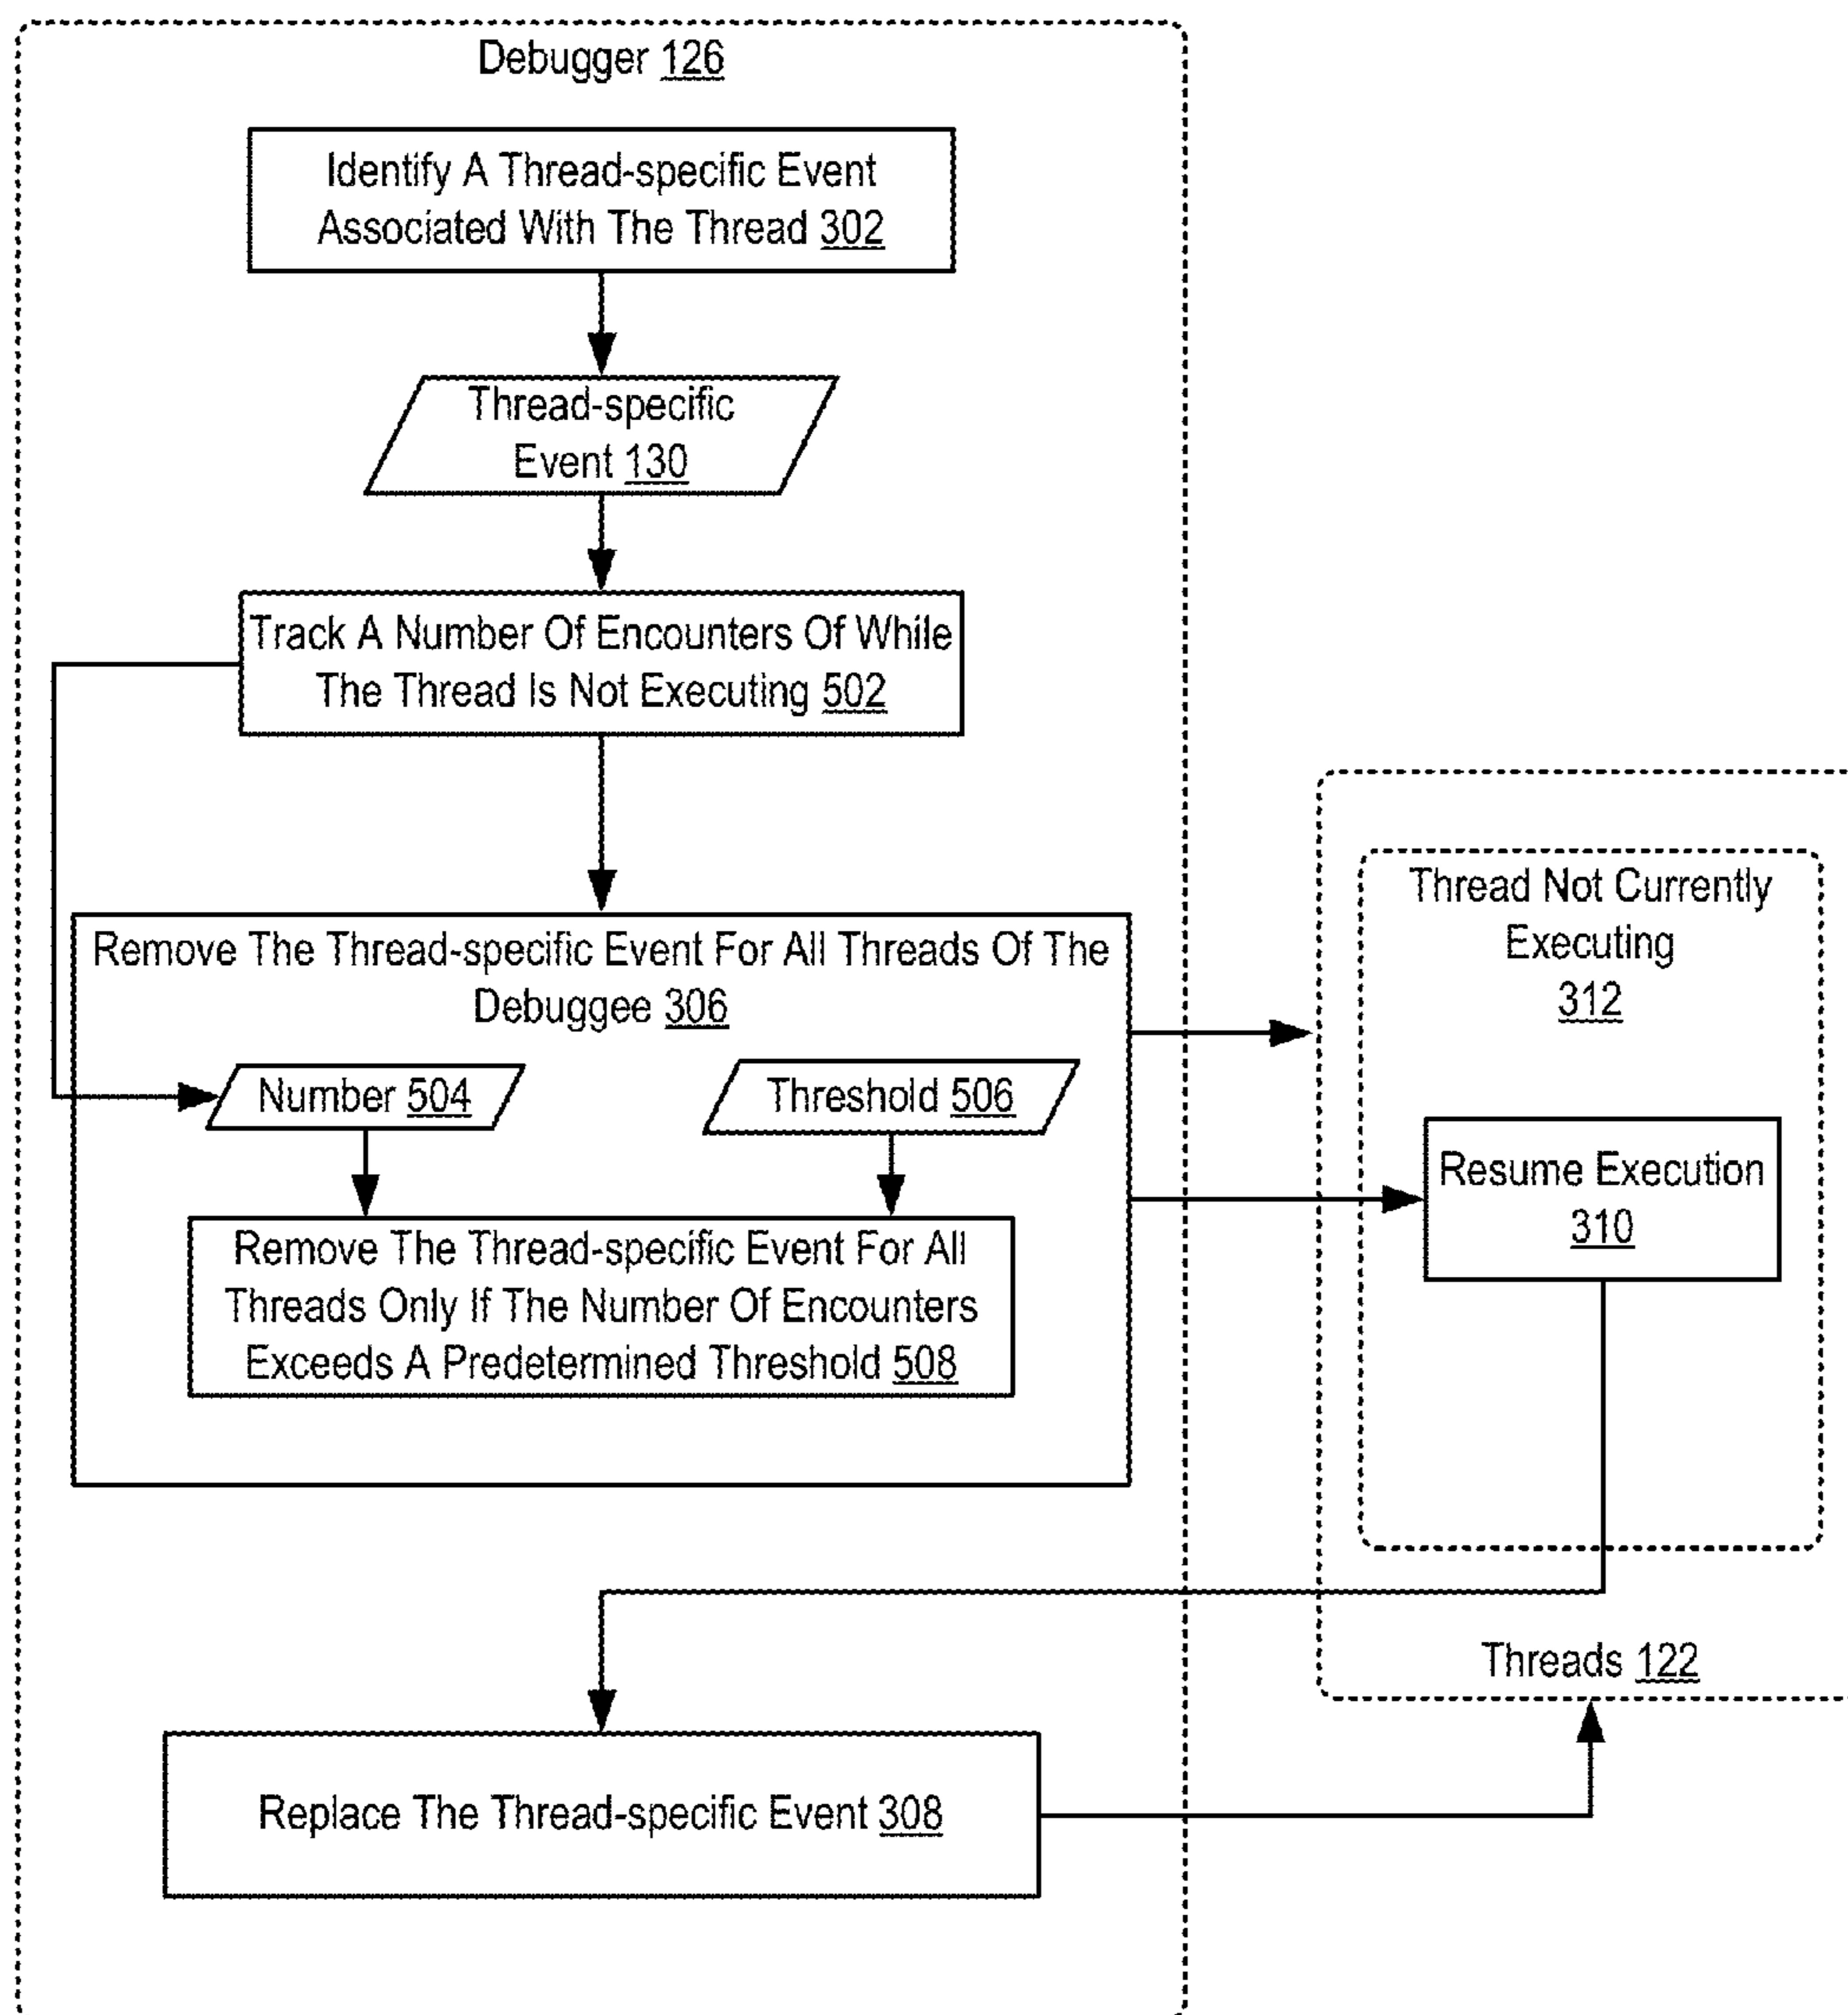 Debugger 126
Identify A Thread-specific Event
Associated With The Thread 302
Thread-specific
Event 130
Track A Number Of Encounters Of While
The Thread Is Not Executing 502
Remove The Thread-specific Event For All Threads Of The
Debuggee 306
Number 504
Threshold 506
Remove The Thread-specific Event For All
Threads Only If The Number Of Encounters
Exceeds A Predetermined Threshold 508
Thread Not Currently
Executing
312
Resume Execution
310
Threads 122
Replace The Thread-specific Event 308